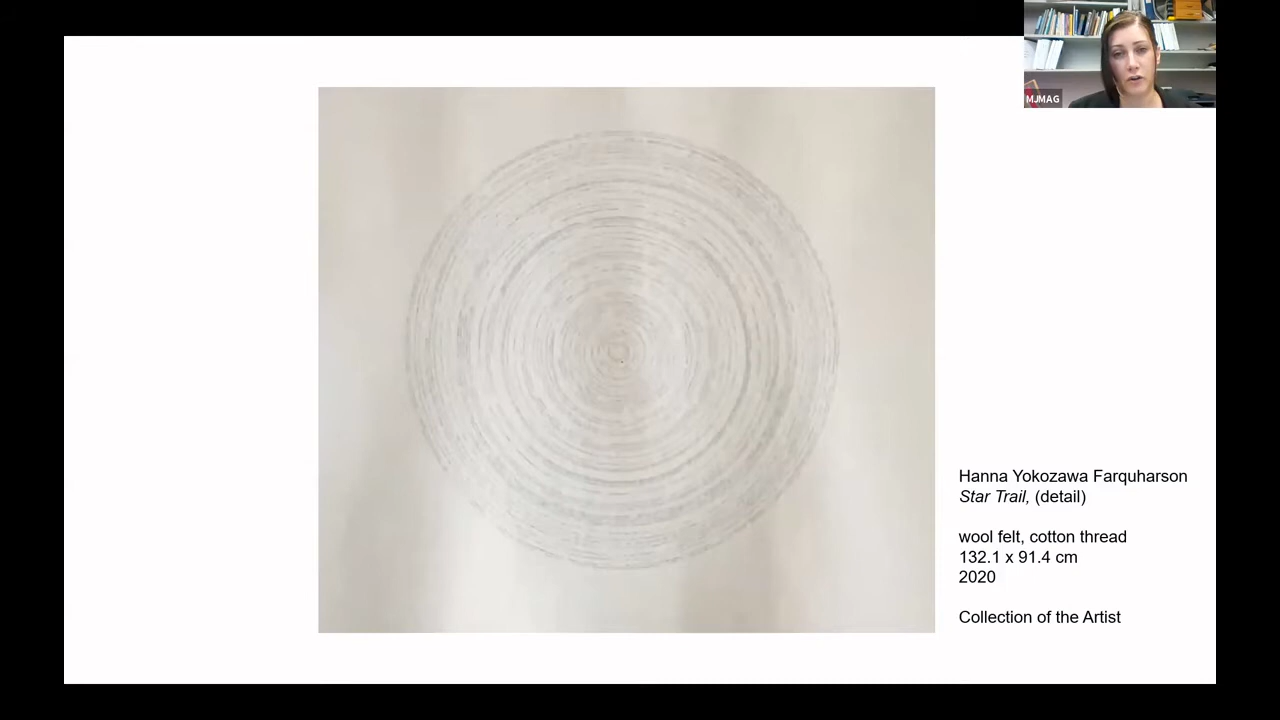 MJMAG
Hanna Yokozawa Farquharson
Star Trail, (detail)
wool felt, cotton thread
132.1 x 91.4 cm
2020
Collection of the Artist